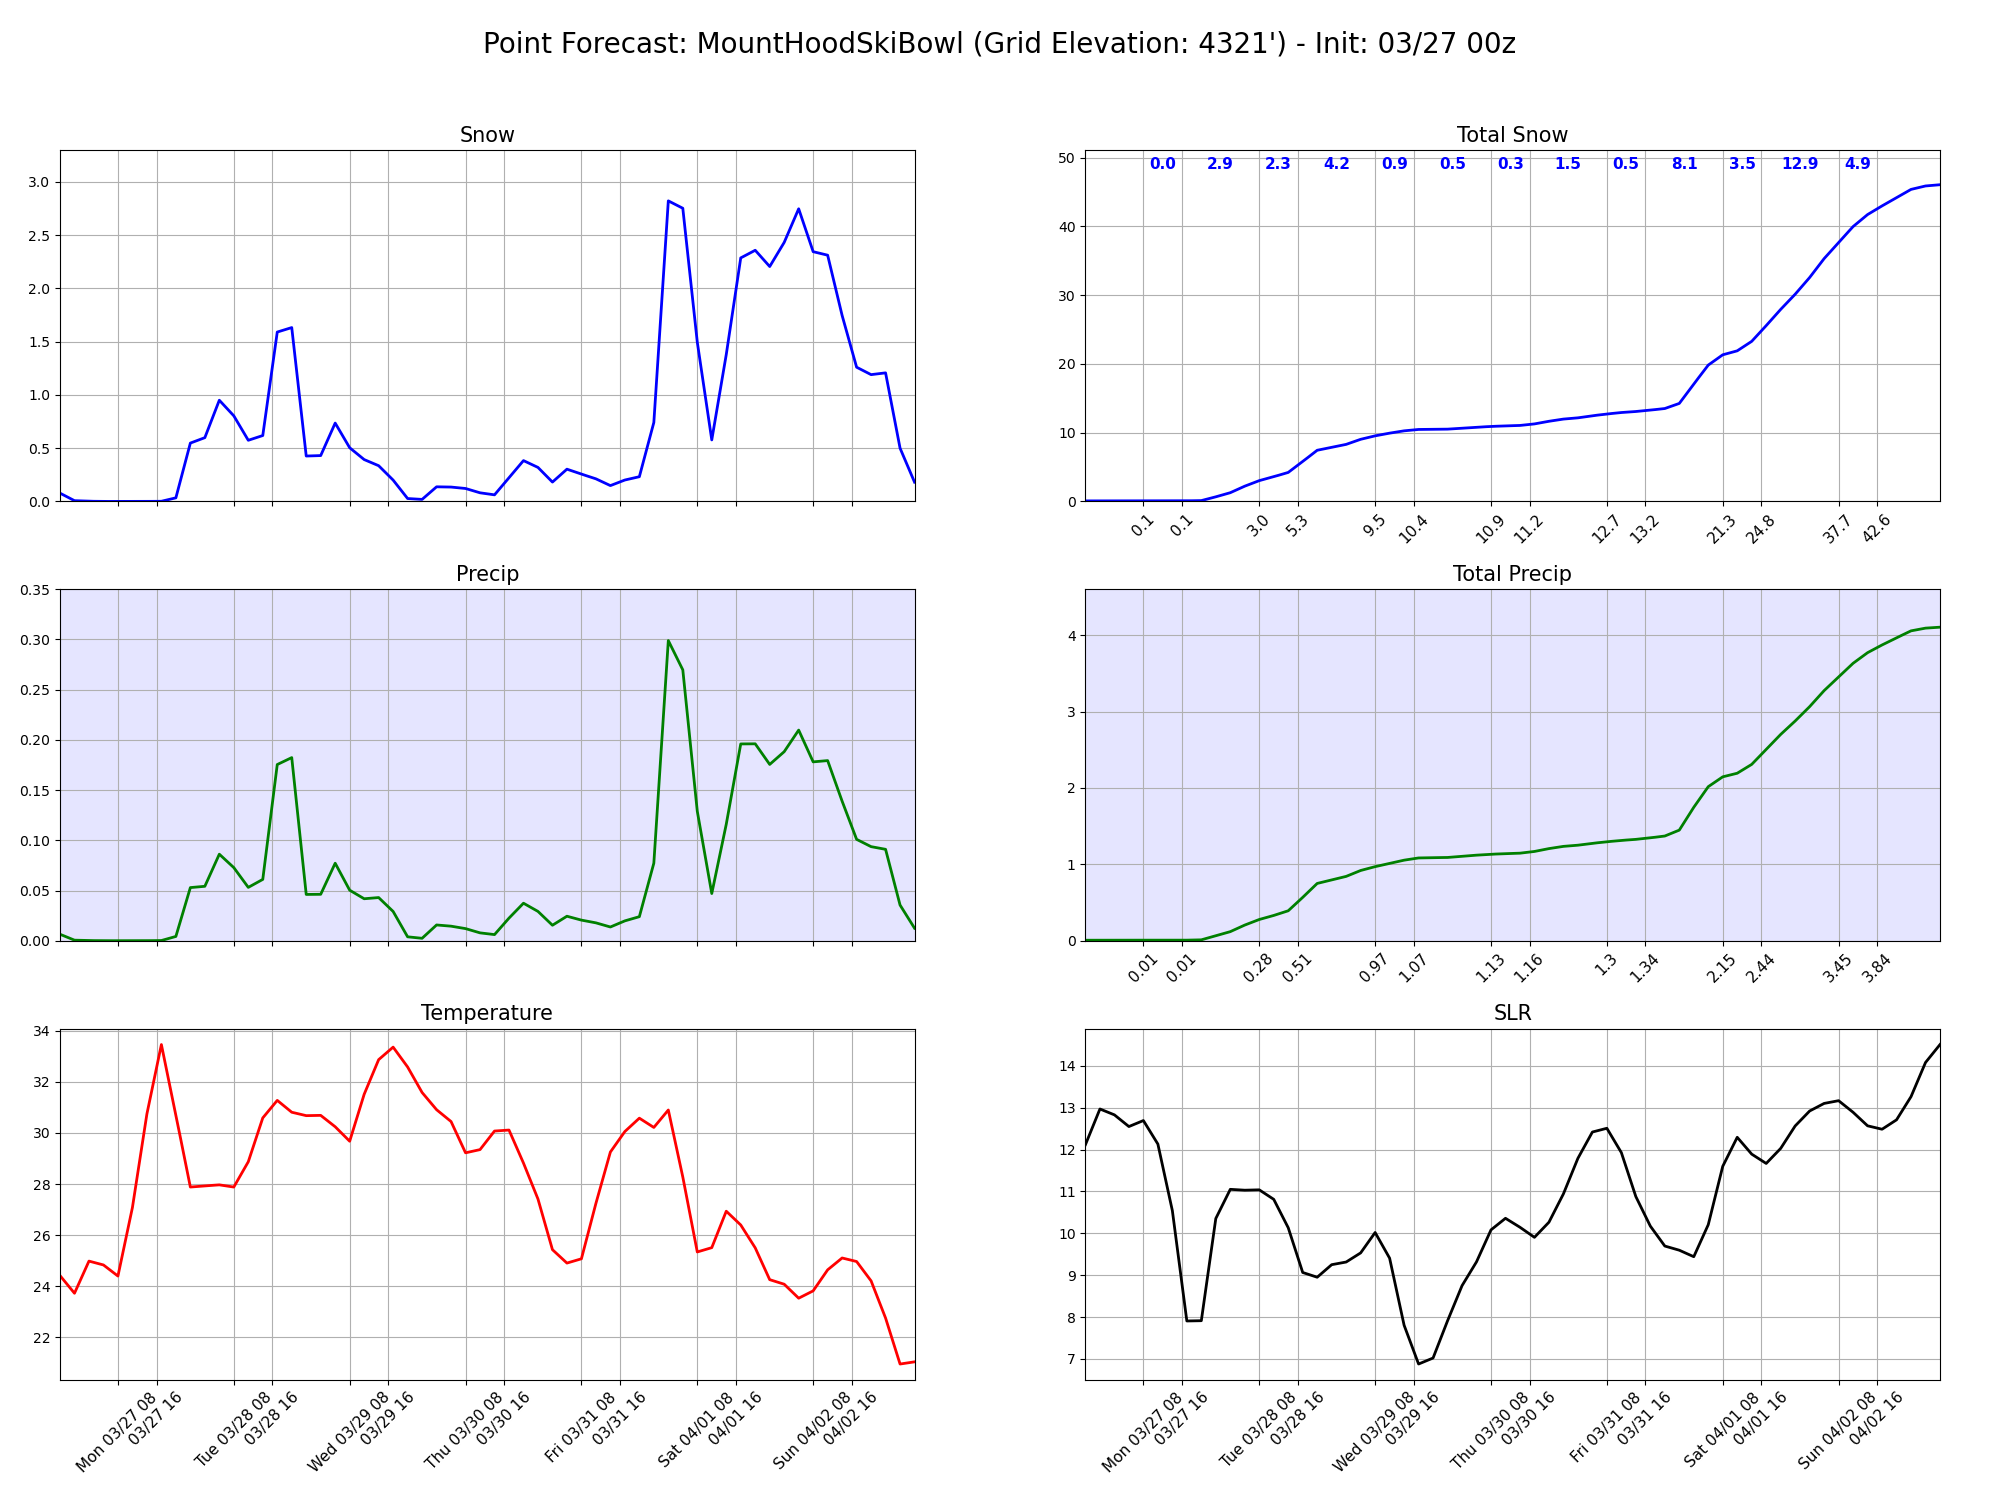 Point Forecast: MountHoodSkiBowl (Grid Elevation: 4321') - Init: 03/27 00z
Snow
3.0
2.5
2.0
1.5
1.0
0.5
0.0
Total Snow
0.0 2.9 2.3 4.2 0.9 0.5 0.3 1.5 0.5 8.1 3.5 12.9 4.9
50
40
30
20
10
0
0.1 0.1 3.0 5.3 9.5 10.4 10.9 11.2 12.7 13.2 21.3 24.8 37.7 42.6
Precip
0.35
0.30
0.25
0.20
0.15
0.10
0.05
0.00
Total Precip
4
3
2
1
0
0.01 0.01 0.28 0.51 0.97 1.07 1.13 1.16 1.3 1.34 2.15 2.44 3.45 3.84
Temperature
34
32
30
28
26
24
22
Mon 03/27 08
03/27 16
Tue 03/28 08
03/28 16
Wed 03/29 08
03/29 16
Thu 03/30 08
03/30 16
Fri 03/31 08
03/31 16
Sat 04/01 08
04/01 16
Sun 04/02 08
04/02 16
SLR
14
13
12
11
10
9
8
7
Mon 03/27 08
03/27 16
Tue 03/28 08
03/28 16
Wed 03/29 08
03/29 16
Thu 03/30 08
03/30 16
Fri 03/31 08
03/31 16
Sat 04/01 08
04/01 16
Sun 04/02 08
04/02 16